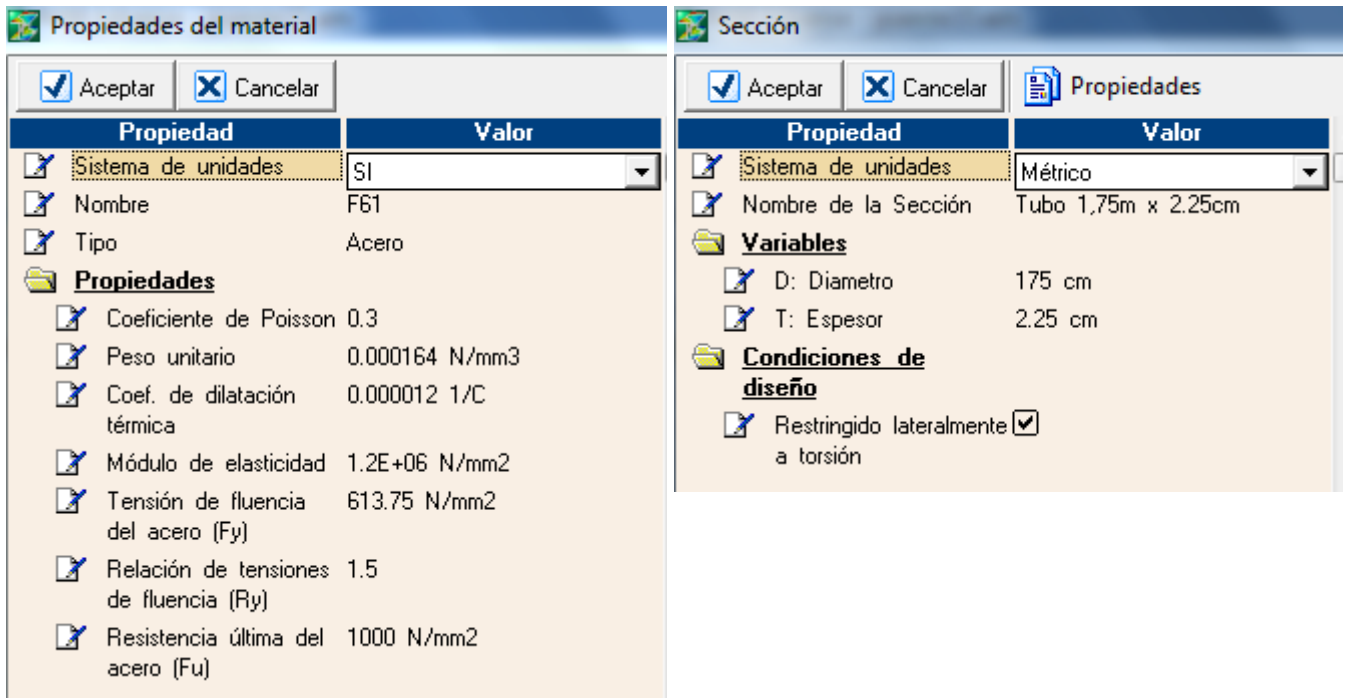 Propiedades del material
Aceptar Cancelar
Propiedad Valor
Sistema de unidades SI
Nombre F61
Tipo Acero
Propiedades
Coeficiente de Poisson 0.3
Peso unitario 0.000164 N/mm3
Coef. de dilatación 0.000012 1/C
térmica
Módulo de elasticidad 1.2E+06 N/mm2
Tensión de fluencia 613.75 N/mm2
del acero (Fy)
Relación de tensiones 1.5
de fluencia (Ry)
Resistencia última del 1000 N/mm2
acero (Fu)
Sección
Aceptar Cancelar Propiedades
Propiedad Valor
Sistema de unidades Métrico
Nombre de la Sección Tubo 1,75m x 2.25cm
Variables
D: Diametro 175 cm
T: Espesor 2.25 cm
Condiciones de
diseño
Restringido lateralmente
a torsión